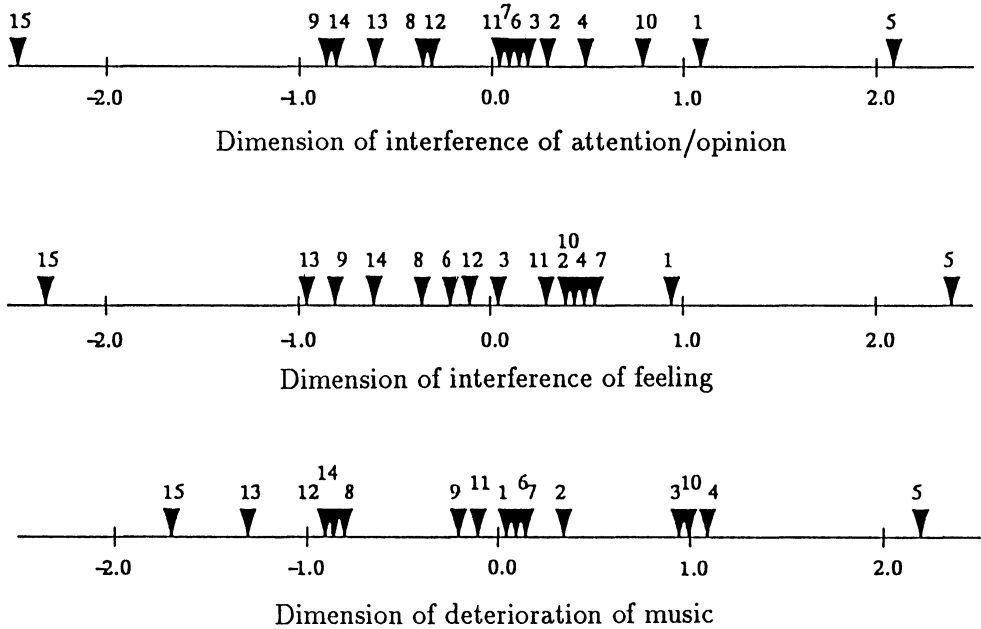 15 9 14 13 8 12 11 7 6 3 2 4 10 1 5
-2.0 -1.0 0.0 1.0 2.0
Dimension of interference of attention/opinion
10
15 13 9 14 8 6 12 3 11 2 4 7 1 5
-2.0 -1.0 0.0 1.0 2.0
Dimension of interference of feeling
14 11 6 10
15 13 12 8 9 1 7 2 3 4 5
-2.0 -1.0 0.0 1.0 2.0
Dimension of deterioration of music